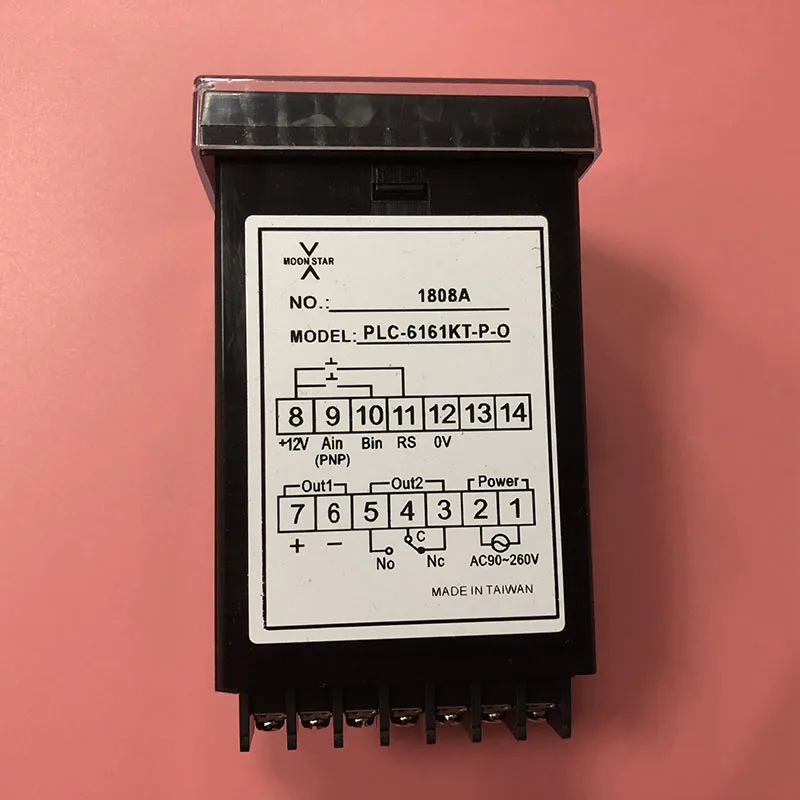 MOON STAR
NO.: 1808A
MODEL: PLC-6161KT-P-O
8 9 10 11 12 13 14
+12V Ain Bin RS 0V
(PNP)
Out1 Out2 Power
7 6 5 4 3 2 1
+ − No C Nc AC90~260V
MADE IN TAIWAN